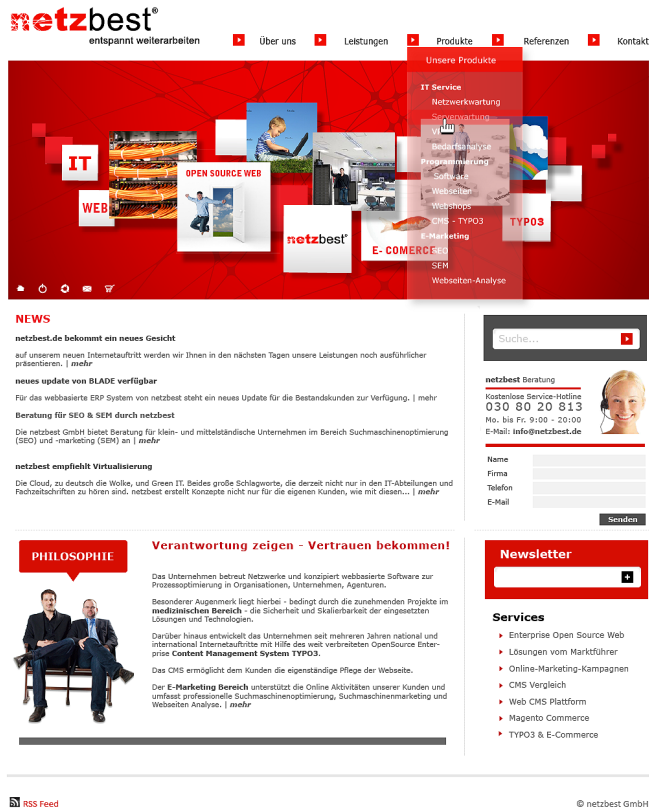 netzbest®
entspannt weiterarbeiten
Über uns
Leistungen
Produkte
Referenzen
Kontakt
Unsere Produkte
IT Service
Netzwerkwartung
Serverwartung
Bedarfsanalyse
Programmierung
Software
Webseiten
Webshops
CMS - TYPO3
E-Marketing
SEO
SEM
Webseiten-Analyse
IT
WEB
OPEN SOURCE WEB
netzbest®
E- COMERCE
TYPO3
NEWS
netzbest.de bekommt ein neues Gesicht
auf unserem neuen Internetauftritt werden wir Ihnen in den nächsten Tagen unsere Leistungen noch ausführlicher
präsentieren. | mehr
neues update von BLADE verfügbar
Für das webbasierte ERP System von netzbest steht ein neues Update für die Bestandskunden zur Verfügung. | mehr
Beratung für SEO & SEM durch netzbest
Die netzbest GmbH bietet Beratung für klein- und mittelständische Unternehmen im Bereich Suchmaschinenoptimierung
(SEO) und -marketing (SEM) an | mehr
netzbest empfiehlt Virtualisierung
Die Cloud, zu deutsch die Wolke, und Green IT. Beides große Schlagworte, die derzeit nicht nur in den IT-Abteilungen und
Fachzeitschriften zu hören sind. netzbest erstellt Konzepte nicht nur für die eigenen Kunden, wie mit diesen... | mehr
Suche...
netzbest Beratung
Kostenlose Service-Hotline
030 80 20 813
Mo. bis Fr. 9:00 - 20:00
E-Mail: info@netzbest.de
Name
Firma
Telefon
E-Mail
Senden
PHILOSOPHIE
Verantwortung zeigen - Vertrauen bekommen!
Das Unternehmen betreut Netzwerke und konzipiert webbasierte Software zur
Prozessoptimierung in Organisationen, Unternehmen, Agenturen.
Besonderer Augenmerk liegt hierbei - bedingt durch die zunehmenden Projekte im
medizinischen Bereich - die Sicherheit und Skalierbarkeit der eingesetzten
Lösungen und Technologien.
Darüber hinaus entwickelt das Unternehmen seit mehreren Jahren national und
international Internetauftritte mit Hilfe des weit verbreiteten OpenSource Enter-
prise Content Management System TYPO3.
Das CMS ermöglicht dem Kunden die eigenständige Pflege der Webseite.
Der E-Marketing Bereich unterstützt die Online Aktivitäten unserer Kunden und
umfasst professionelle Suchmaschinenoptimierung, Suchmaschinenmarketing und
Webseiten Analyse. | mehr
Newsletter
Services
Enterprise Open Source Web
Lösungen vom Marktführer
Online-Marketing-Kampagnen
CMS Vergleich
Web CMS Plattform
Magento Commerce
TYPO3 & E-Commerce
RSS Feed
© netzbest GmbH